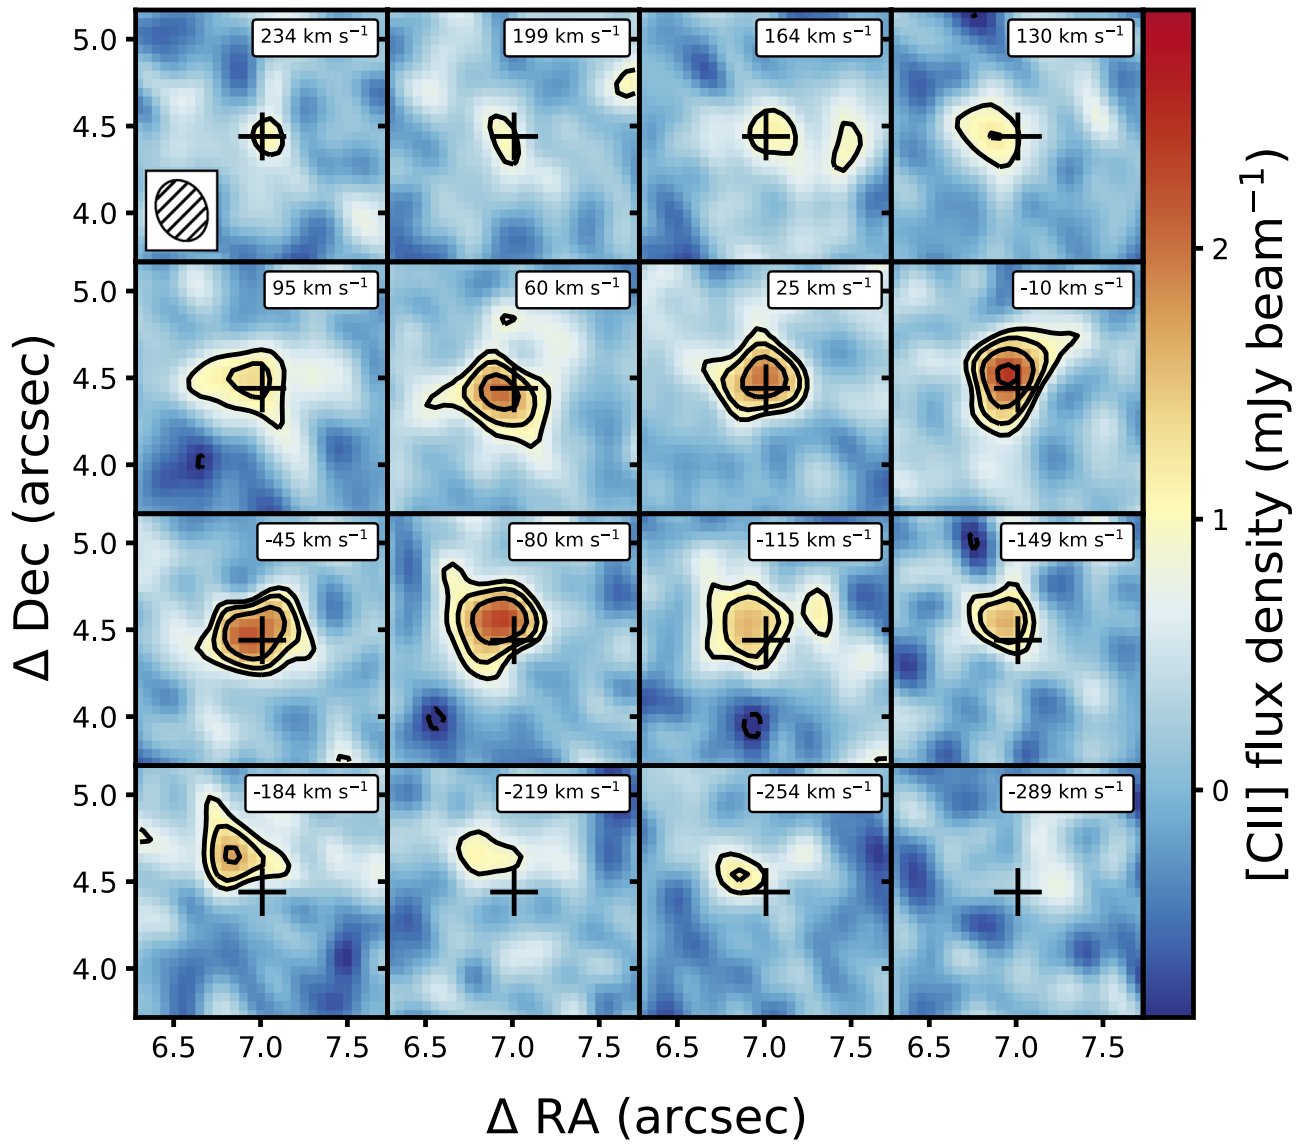 5.0
234 km s⁻¹
199 km s⁻¹
164 km s⁻¹
130 km s⁻¹
4.5
4.0
5.0
95 km s⁻¹
60 km s⁻¹
25 km s⁻¹
-10 km s⁻¹
4.5
4.0
5.0
-45 km s⁻¹
-80 km s⁻¹
-115 km s⁻¹
-149 km s⁻¹
4.5
4.0
5.0
-184 km s⁻¹
-219 km s⁻¹
-254 km s⁻¹
-289 km s⁻¹
4.5
4.0
6.5 7.0 7.5 6.5 7.0 7.5 6.5 7.0 7.5 6.5 7.0 7.5
Δ RA (arcsec)
Δ Dec (arcsec)
2
1
0
[CII] flux density (mJy beam⁻¹)